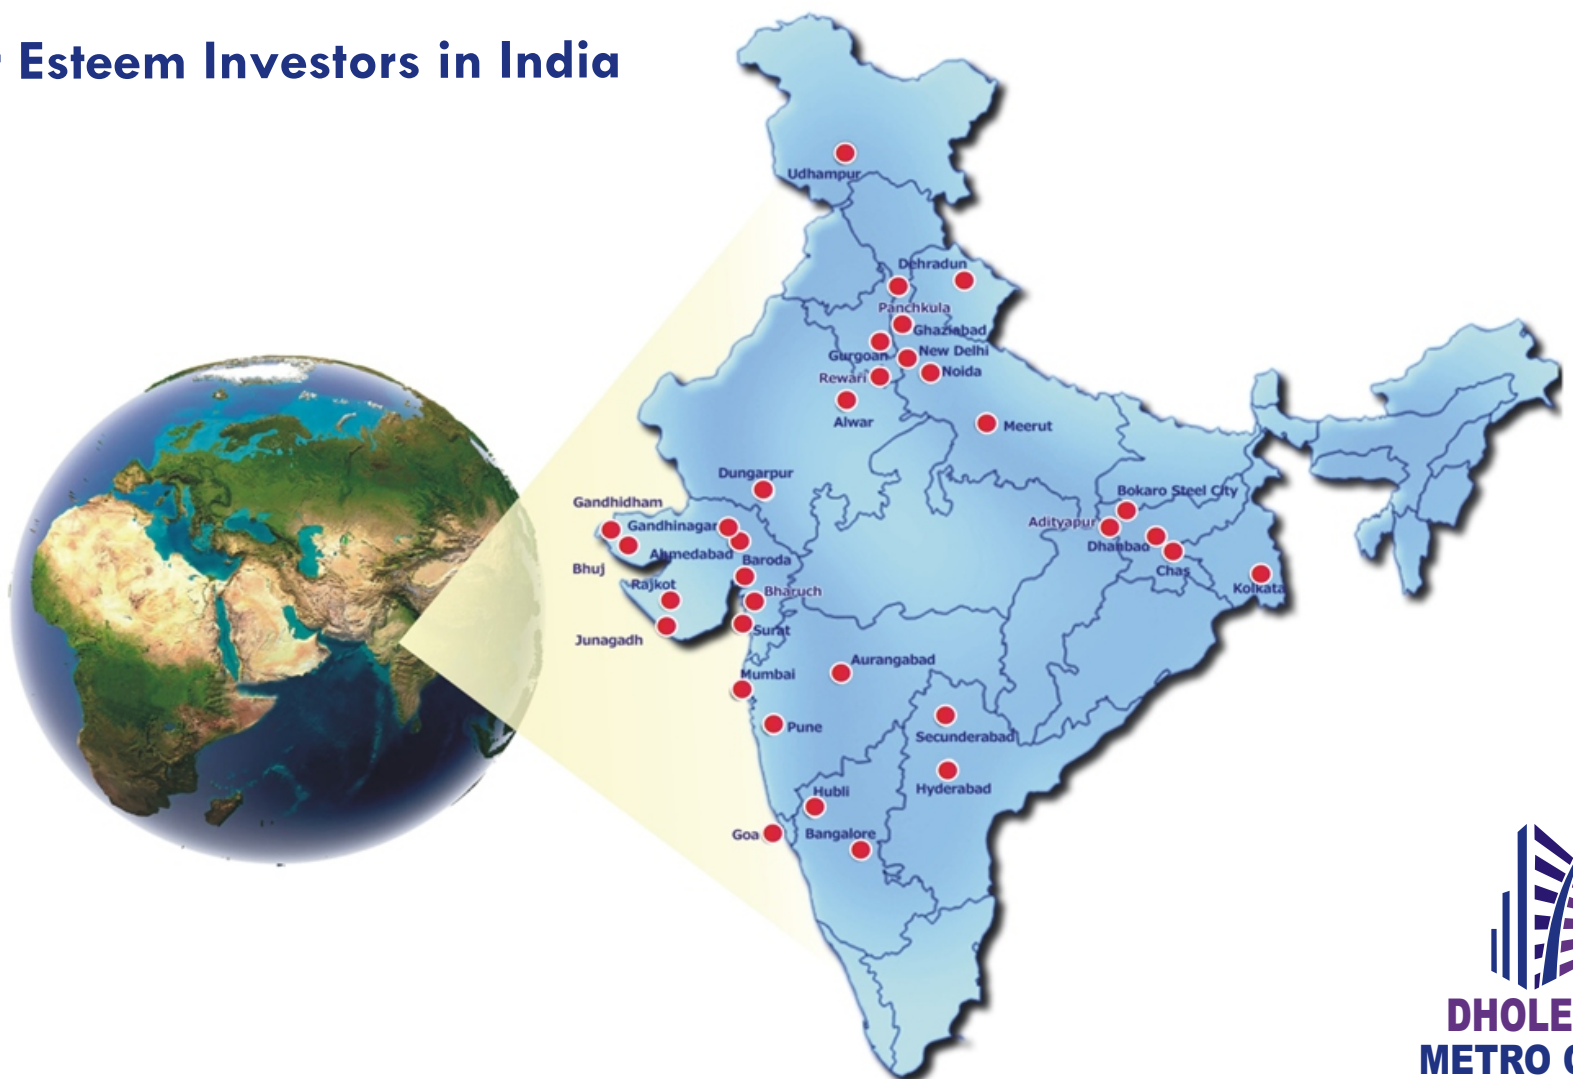 Esteem Investors in India
Udhampur
Dehradun
Panchkula
Ghaziabad
Gurgoan
New Delhi
Rewari
Noida
Alwar
Meerut
Dungarpur
Bokaro Steel City
Gandhidham
Adityapur
Gandhinagar
Dhanbad
Ahmedabad
Baroda
Bhuj
Chas
Rajkot
Bharuch
Kolkata
Surat
Junagadh
Aurangabad
Mumbai
Pune
Secunderabad
Hyderabad
Hubli
Goa
Bangalore
DHOLE
METRO